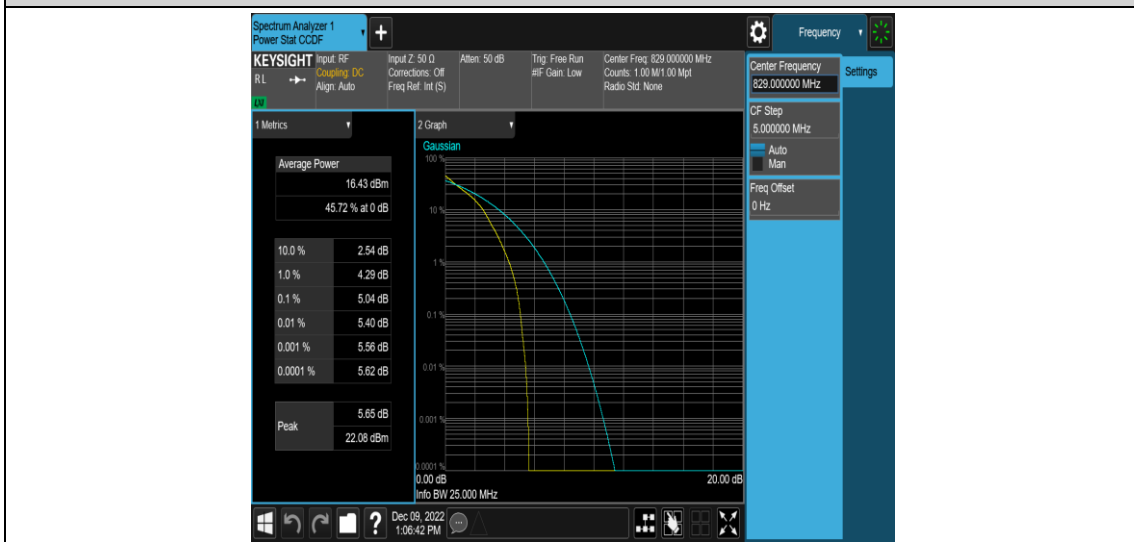 Spectrum Analyzer 1
Power Stat CCDF
+
Frequency
KEYSIGHT
RL
Input: RF
Coupling: DC
Align: Auto
Input Z: 50 Ω
Corrections: Off
Freq Ref: Int (S)
Atten: 50 dB
Trig: Free Run
#IF Gain: Low
Center Freq: 829.000000 MHz
Counts: 1.00 M/1.00 Mpt
Radio Std: None
Center Frequency
829.000000 MHz
Settings
CF Step
5.000000 MHz
Auto
Man
Freq Offset
0 Hz
1 Metrics
Average Power
16.43 dBm
45.72 % at 0 dB
10.0 % 2.54 dB
1.0 % 4.29 dB
0.1 % 5.04 dB
0.01 % 5.40 dB
0.001 % 5.56 dB
0.0001 % 5.62 dB
Peak
5.65 dB
22.08 dBm
2 Graph
Gaussian
100 %
10 %
1 %
0.1 %
0.01 %
0.001 %
0.0001 %
0.00 dB
20.00 dB
Info BW 25.000 MHz
?
Dec 09, 2022
1:06:42 PM